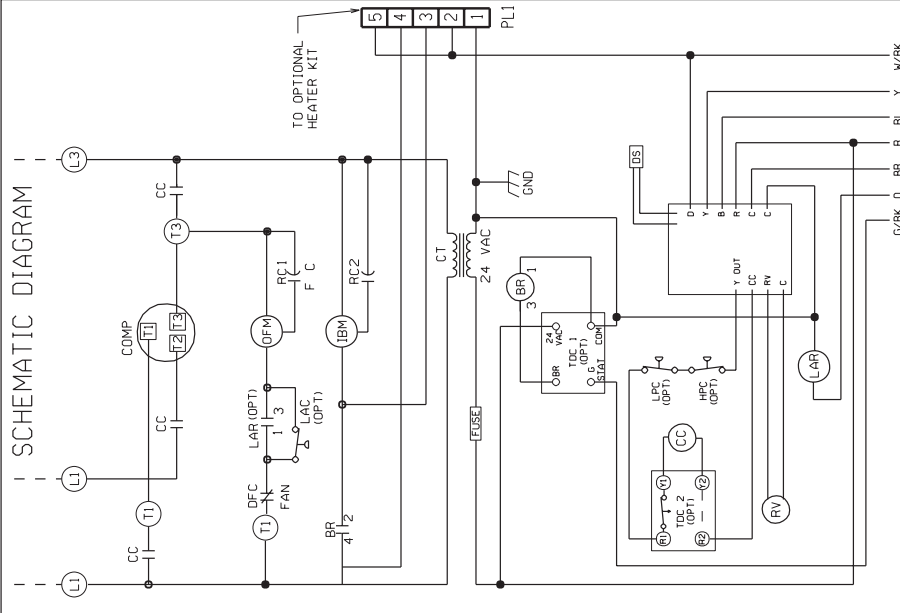 SCHEMATIC DIAGRAM
TO OPTIONAL
HEATER KIT
5
4
3
2
1
PL1
L3
CC
T3
COMP
T1
T3
T2
CC
L1
T1
CC
L1
RC1
F C
OFM
LAR(OPT)
1 3
LAC
(OPT)
DFC
FAN
T1
RC2
IBM
BR
4 2
CT
24 VAC
GND
FUSE
BR
3 1
24
VAC
BR
TDC 1
(OPT)
G
STAT
COM
DS
D
Y
B
R
C
C
Y OUT
CC
RV
C
LPC
(OPT)
HPC
(OPT)
LAR
CC
Y1
Y2
TDC 2
(OPT)
R1
R2
RV
W/BK
Y
R
BR
O
G/BK